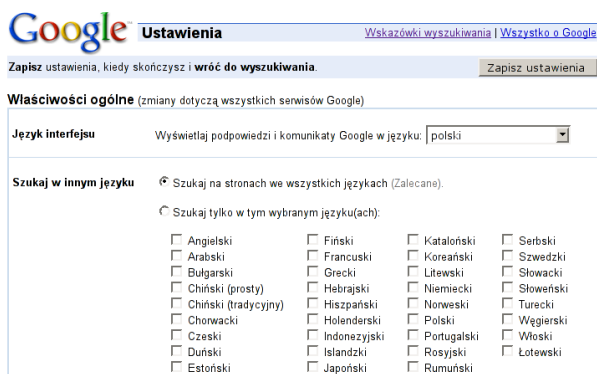 Google Ustawienia Wskazówki wyszukiwania | Wszystko o Google
Zapisz ustawienia, kiedy skończysz i wróć do wyszukiwania. Zapisz ustawienia
Właściwości ogólne (zmiany dotyczą wszystkich serwisów Google)
Język interfejsu Wyświetlaj podpowiedzi i komunikaty Google w języku: polski
Szukaj w innym języku Szukaj na stronach we wszystkich językach (Zalecane).
Szukaj tylko w tym wybranym języku(ach):
Angielski Fiński Kataloński Serbski
Arabski Francuski Koreański Szwedzki
Bułgarski Grecki Litewski Słowacki
Chiński (prosty) Hebrajski Niemiecki Słoweński
Chiński (tradycyjny) Hiszpański Norweski Turecki
Chorwacki Holenderski Polski Węgierski
Czeski Indonezyjski Portugalski Włoski
Duński Islandzki Rosyjski Łotewski
Estoński Japoński Rumuński